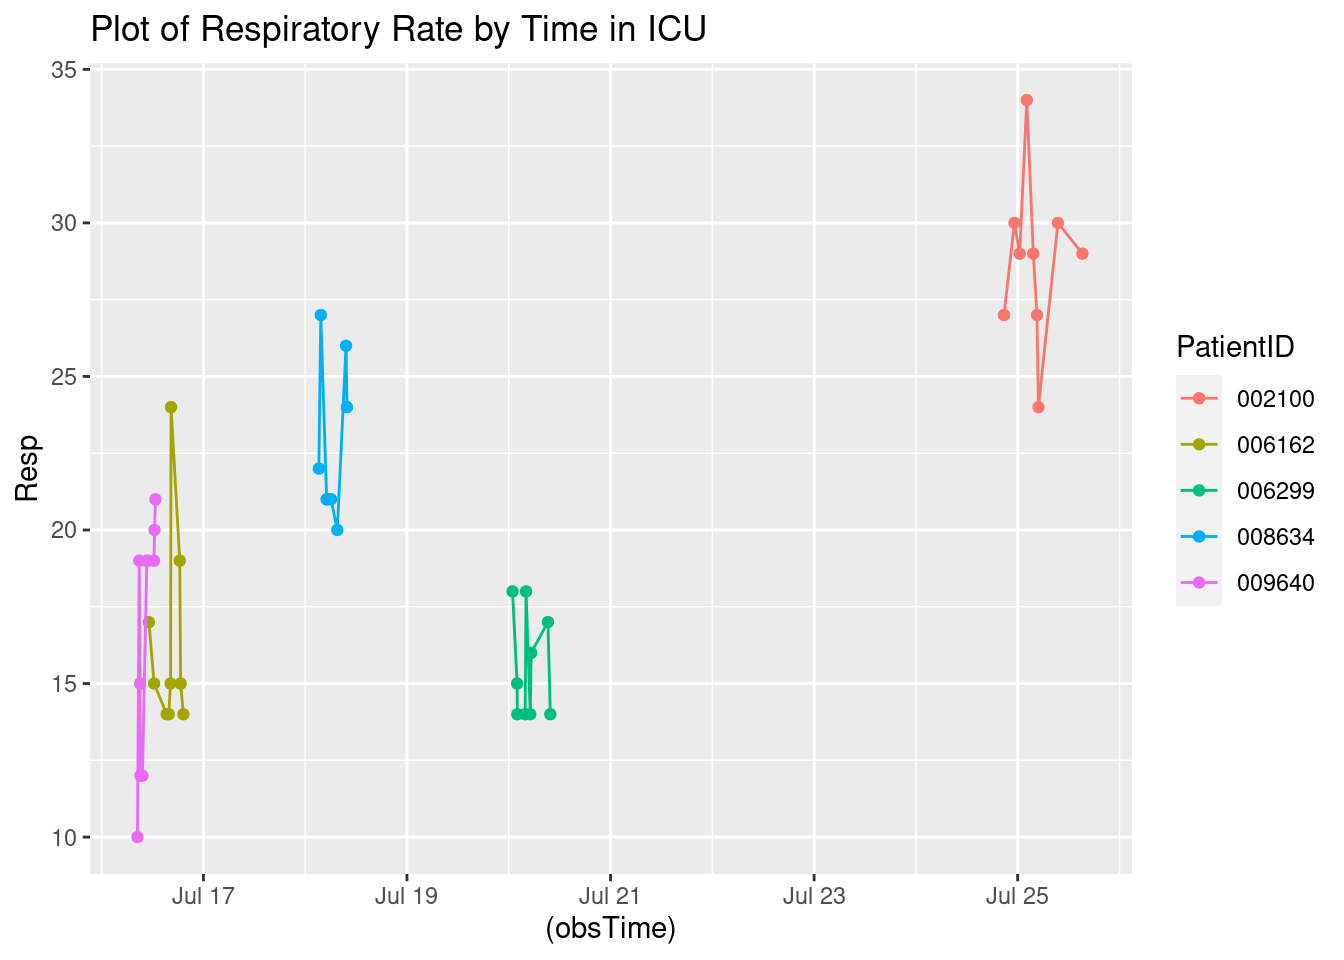 Plot of Respiratory Rate by Time in ICU
35
30
25
20
15
10
Resp
Jul 17 Jul 19 Jul 21 Jul 23 Jul 25
(obsTime)
PatientID
002100
006162
006299
008634
009640